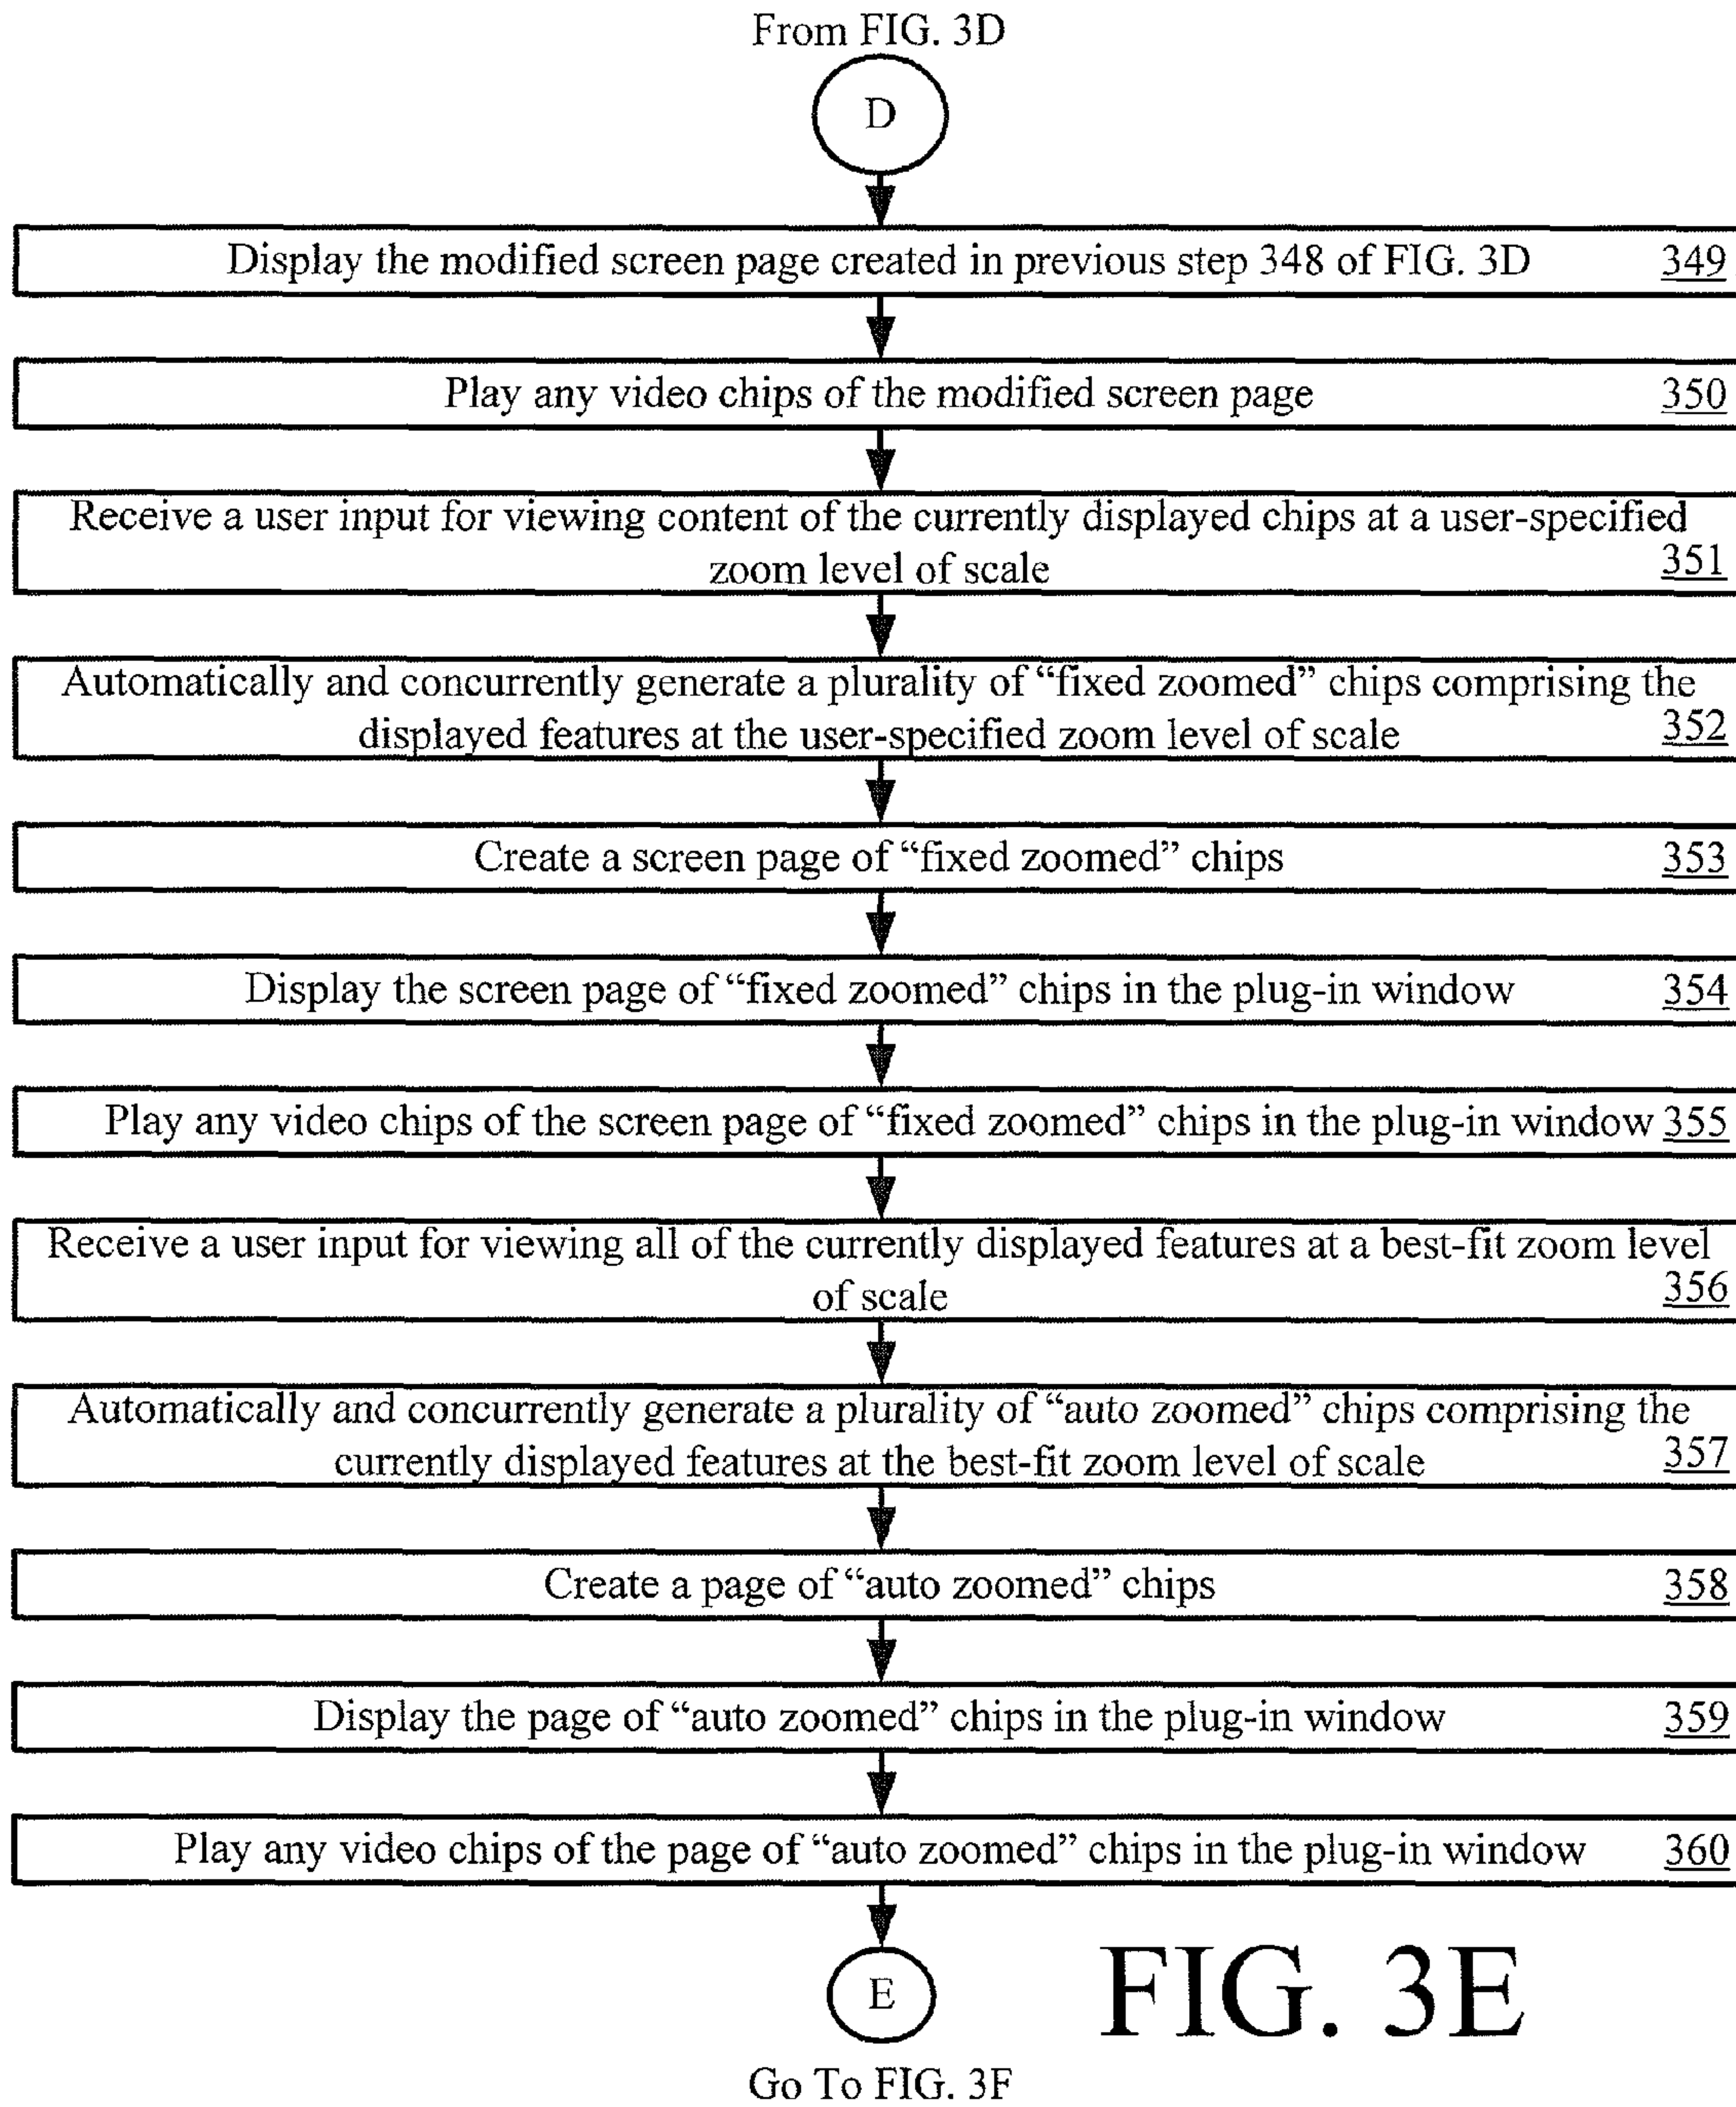 From FIG. 3D
D
Display the modified screen page created in previous step 348 of FIG. 3D 349
Play any video chips of the modified screen page 350
Receive a user input for viewing content of the currently displayed chips at a user-specified
zoom level of scale 351
Automatically and concurrently generate a plurality of “fixed zoomed” chips comprising the
displayed features at the user-specified zoom level of scale 352
Create a screen page of “fixed zoomed” chips 353
Display the screen page of “fixed zoomed” chips in the plug-in window 354
Play any video chips of the screen page of “fixed zoomed” chips in the plug-in window 355
Receive a user input for viewing all of the currently displayed features at a best-fit zoom level
of scale 356
Automatically and concurrently generate a plurality of “auto zoomed” chips comprising the
currently displayed features at the best-fit zoom level of scale 357
Create a page of “auto zoomed” chips 358
Display the page of “auto zoomed” chips in the plug-in window 359
Play any video chips of the page of “auto zoomed” chips in the plug-in window 360
E
FIG. 3E
Go To FIG. 3F